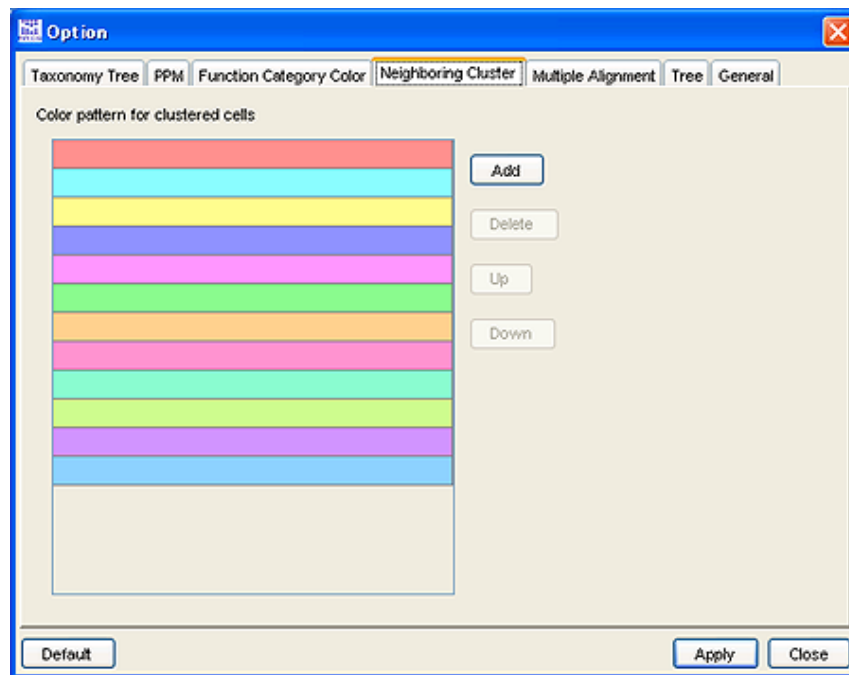 Option
Taxonomy Tree PPM Function Category Color Neighboring Cluster Multiple Alignment Tree General
Color pattern for clustered cells
Add
Delete
Up
Down
Default Apply Close